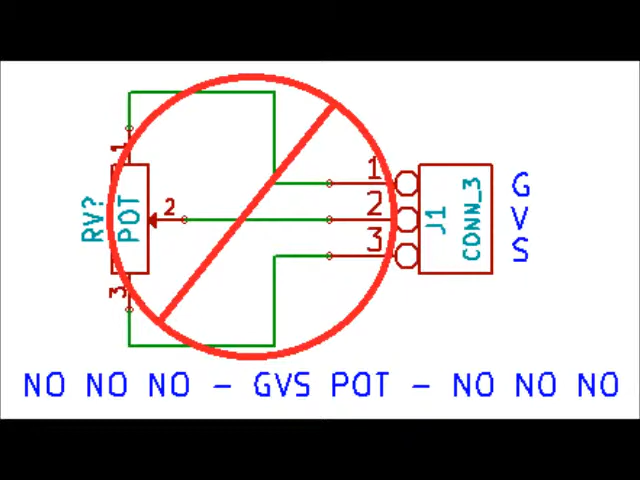 1
2
3
RV?
POT
1
2
3
J1
CONN_3
G
V
S
NO NO NO - GVS POT - NO NO NO